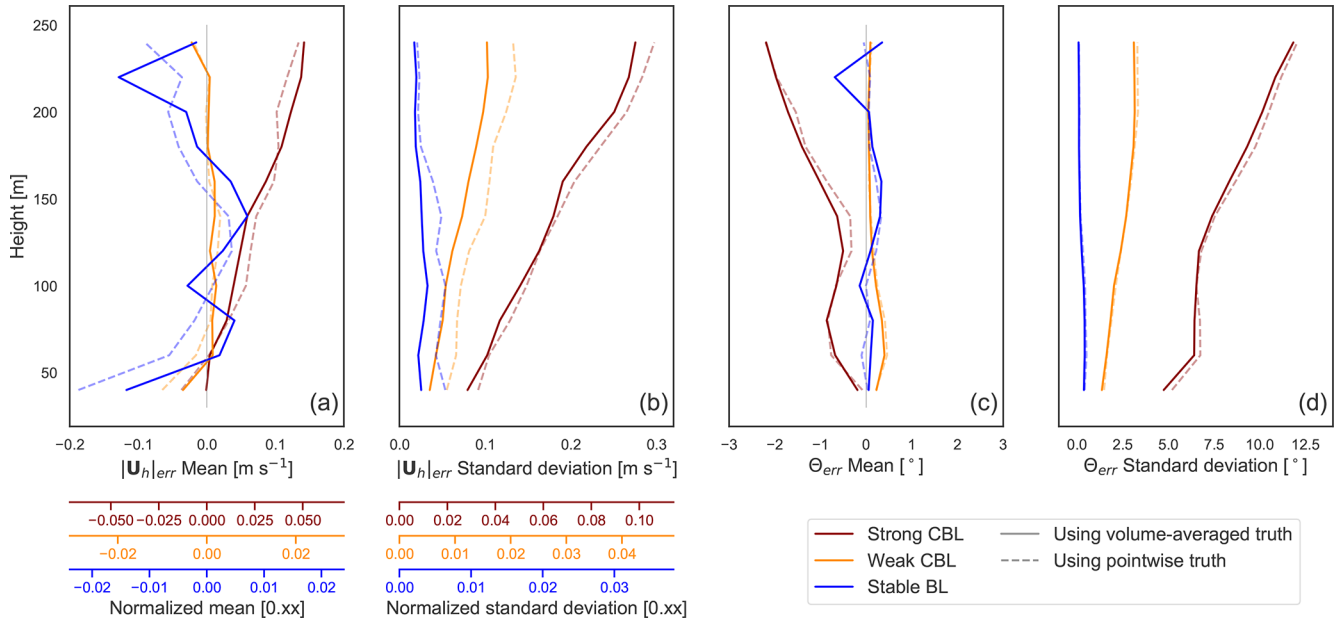 250
200
150
100
50
Height [m]
(a)
(b)
(c)
(d)
−0.2 −0.1 0.0 0.1 0.2
|U_h|_err Mean [m s⁻¹]
0.0 0.1 0.2 0.3
|U_h|_err Standard deviation [m s⁻¹]
−3 −2 −1 0 1 2 3
Θ_err Mean [°]
0.0 2.5 5.0 7.5 10.0 12.5
Θ_err Standard deviation [°]
−0.050 −0.025 0.000 0.025 0.050
−0.02 0.00 0.02
−0.02 −0.01 0.00 0.01 0.02
Normalized mean [0.xx]
0.00 0.02 0.04 0.06 0.08 0.10
0.00 0.01 0.02 0.03 0.04
0.00 0.01 0.02 0.03
Normalized standard deviation [0.xx]
Strong CBL
Weak CBL
Stable BL
Using volume-averaged truth
Using pointwise truth